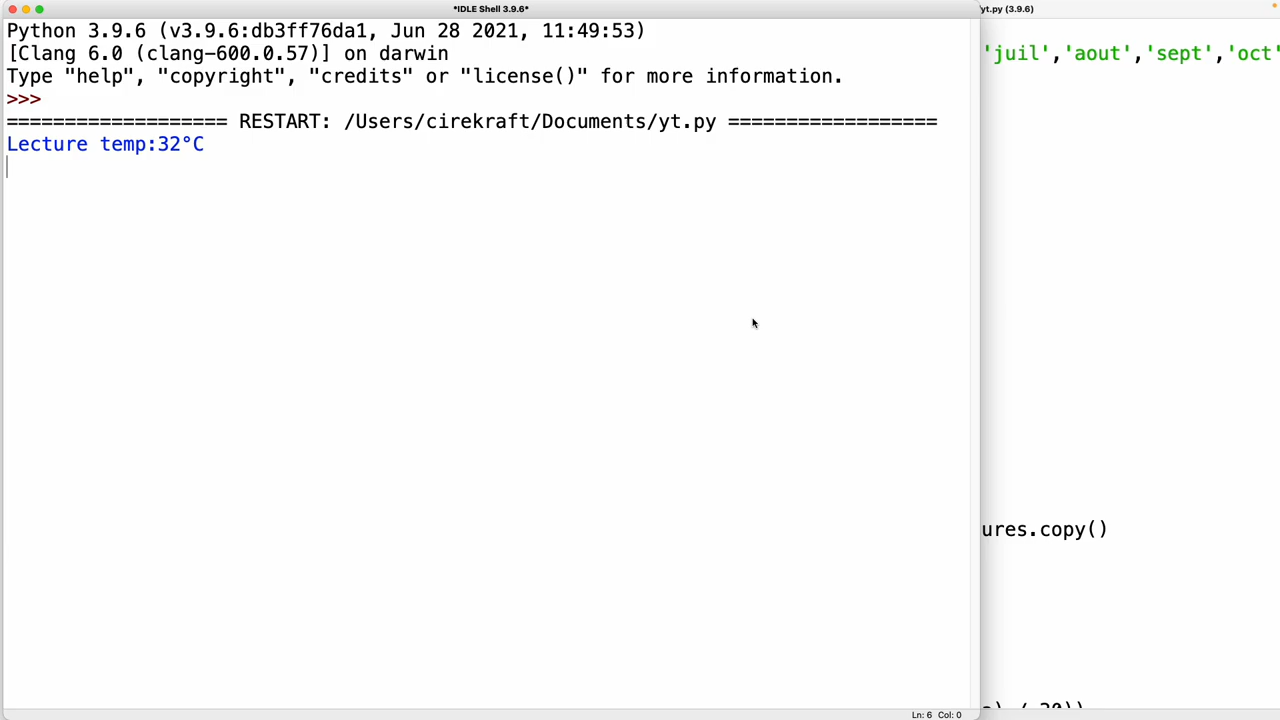 *IDLE Shell 3.9.6*
Python 3.9.6 (v3.9.6:db3ff76da1, Jun 28 2021, 11:49:53)
[Clang 6.0 (clang-600.0.57)] on darwin
Type "help", "copyright", "credits" or "license()" for more information.
>>>
=================== RESTART: /Users/cirekraft/Documents/yt.py ==================
Lecture temp:32°C
Ln: 6 Col: 0
yt.py (3.9.6)
'juil','aout','sept','oct'
ures.copy()